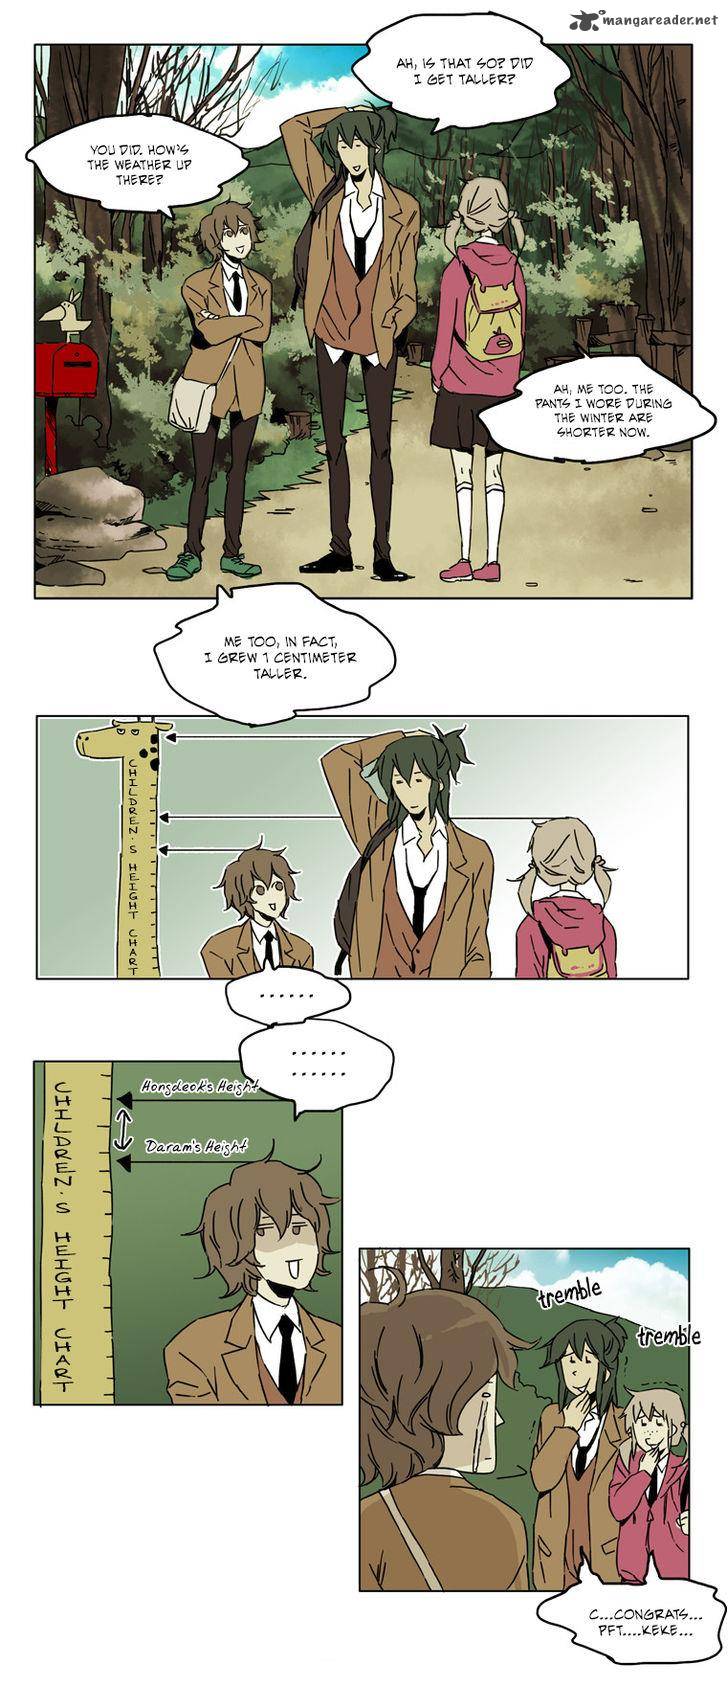 mangareader.net
AH, IS THAT SO? DID
I GET TALLER?
YOU DID. HOW'S
THE WEATHER UP
THERE?
AH, ME TOO. THE
PANTS I WORE DURING
THE WINTER ARE
SHORTER NOW.
ME TOO, IN FACT,
I GREW 1 CENTIMETER
TALLER.
CHILDREN'S HEIGHT CHART
......
......
......
CHILDREN'S HEIGHT CHART
Hongdeok's Height
Daram's Height
tremble
tremble
C...CONGRATS...
PFT....KEKE...